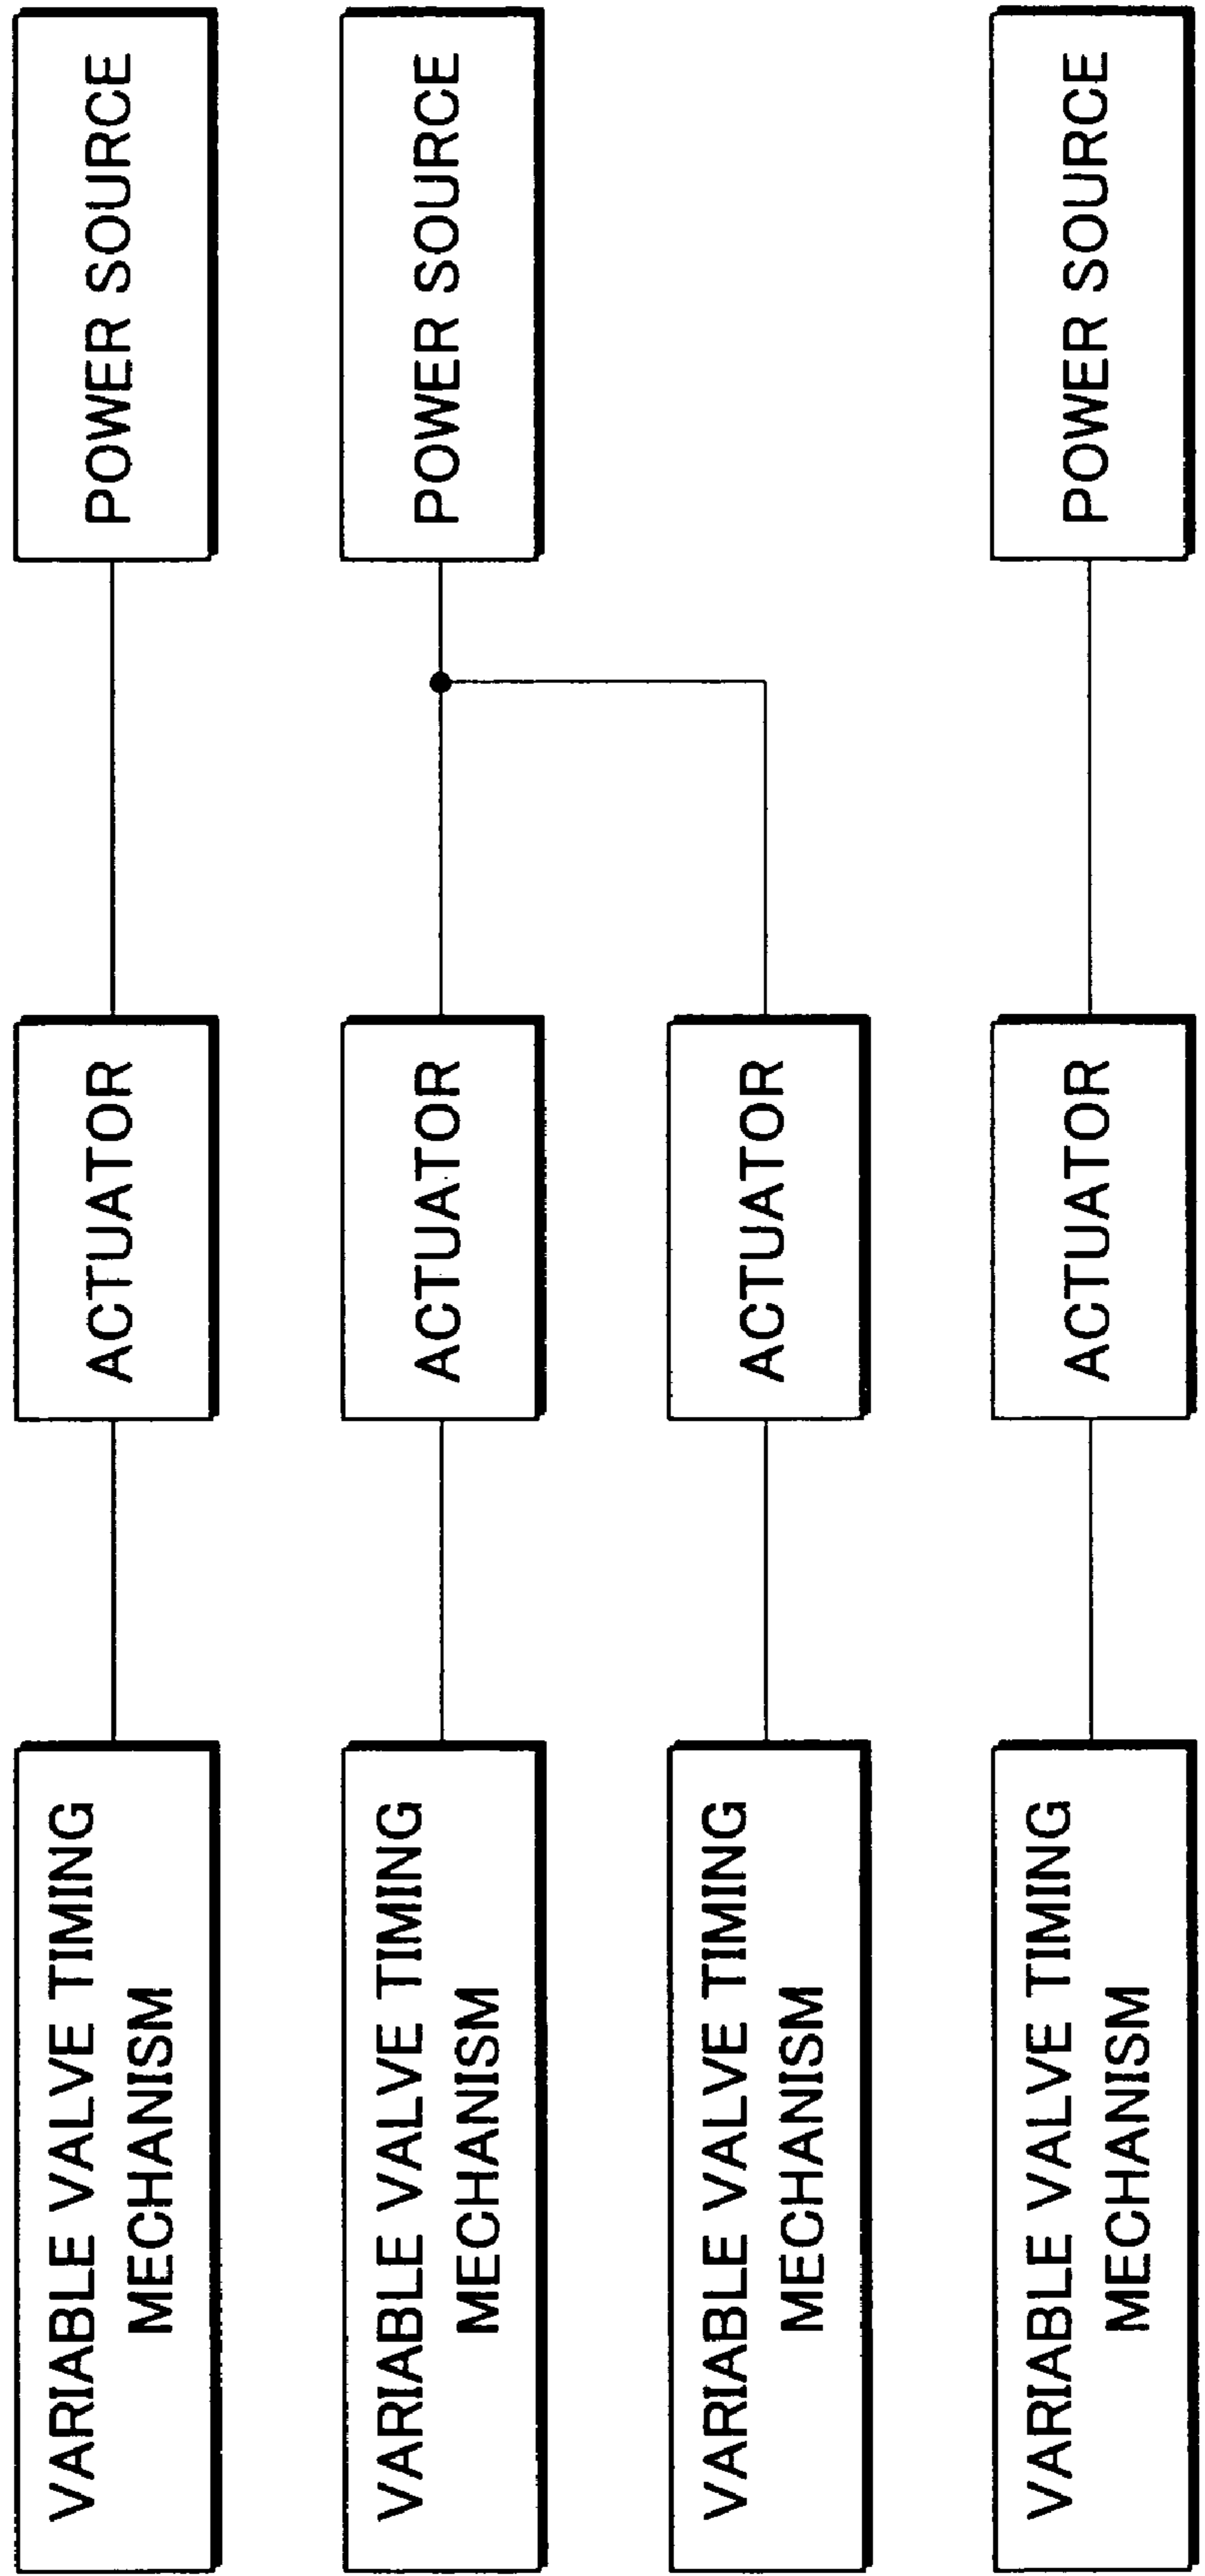 VARIABLE VALVE TIMING
MECHANISM
ACTUATOR
POWER SOURCE
VARIABLE VALVE TIMING
MECHANISM
ACTUATOR
POWER SOURCE
VARIABLE VALVE TIMING
MECHANISM
ACTUATOR
VARIABLE VALVE TIMING
MECHANISM
ACTUATOR
POWER SOURCE